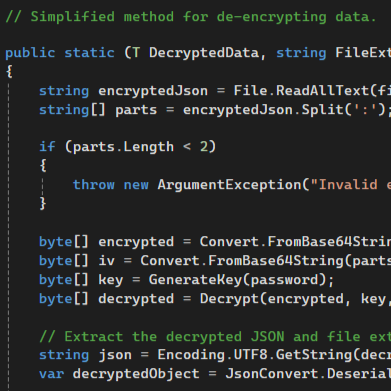 // Simplified method for de-encrypting data.
public static (T DecryptedData, string FileExt
{
string encryptedJson = File.ReadAllText(fi
string[] parts = encryptedJson.Split(':');
if (parts.Length < 2)
{
throw new ArgumentException("Invalid e
}
byte[] encrypted = Convert.FromBase64Strin
byte[] iv = Convert.FromBase64String(parts
byte[] key = GenerateKey(password);
byte[] decrypted = Decrypt(encrypted, key,
// Extract the decrypted JSON and file ext
string json = Encoding.UTF8.GetString(decr
var decryptedObject = JsonConvert.Deserial